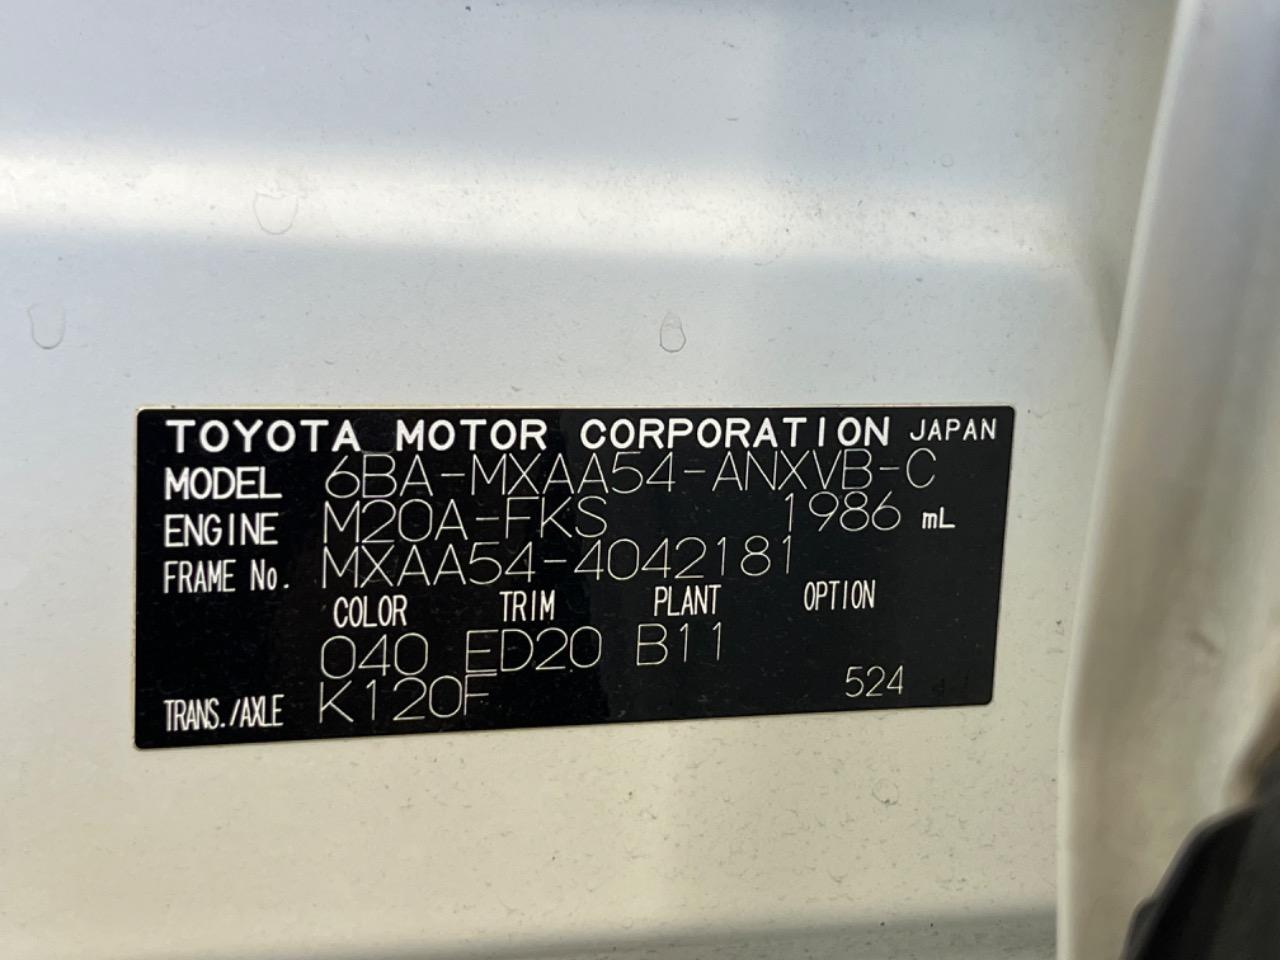 TOYOTA MOTOR CORPORATION JAPAN
MODEL 6BA-MXAA54-ANXVB-C
ENGINE M20A-FKS 1986 mL
FRAME No. MXAA54-4042181
COLOR TRIM PLANT OPTION
040 ED20 B11
TRANS./AXLE K120F 524